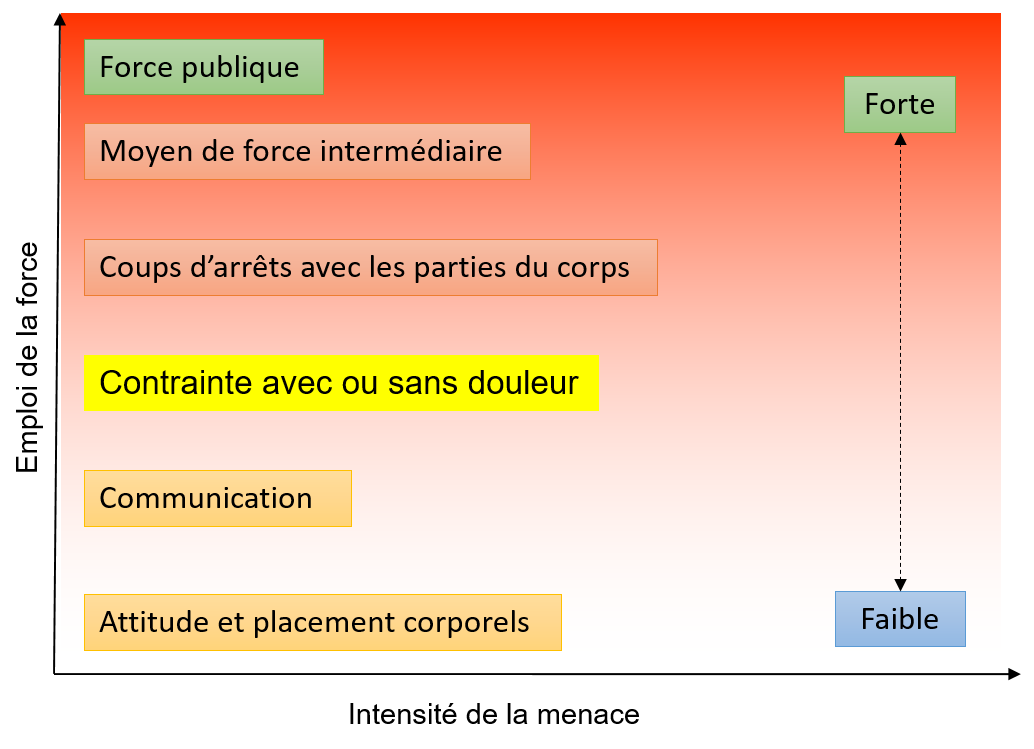 Force publique
Forte
Moyen de force intermédiaire
Coups d’arrêts avec les parties du corps
Contrainte avec ou sans douleur
Communication
Attitude et placement corporels
Faible
Emploi de la force
Intensité de la menace